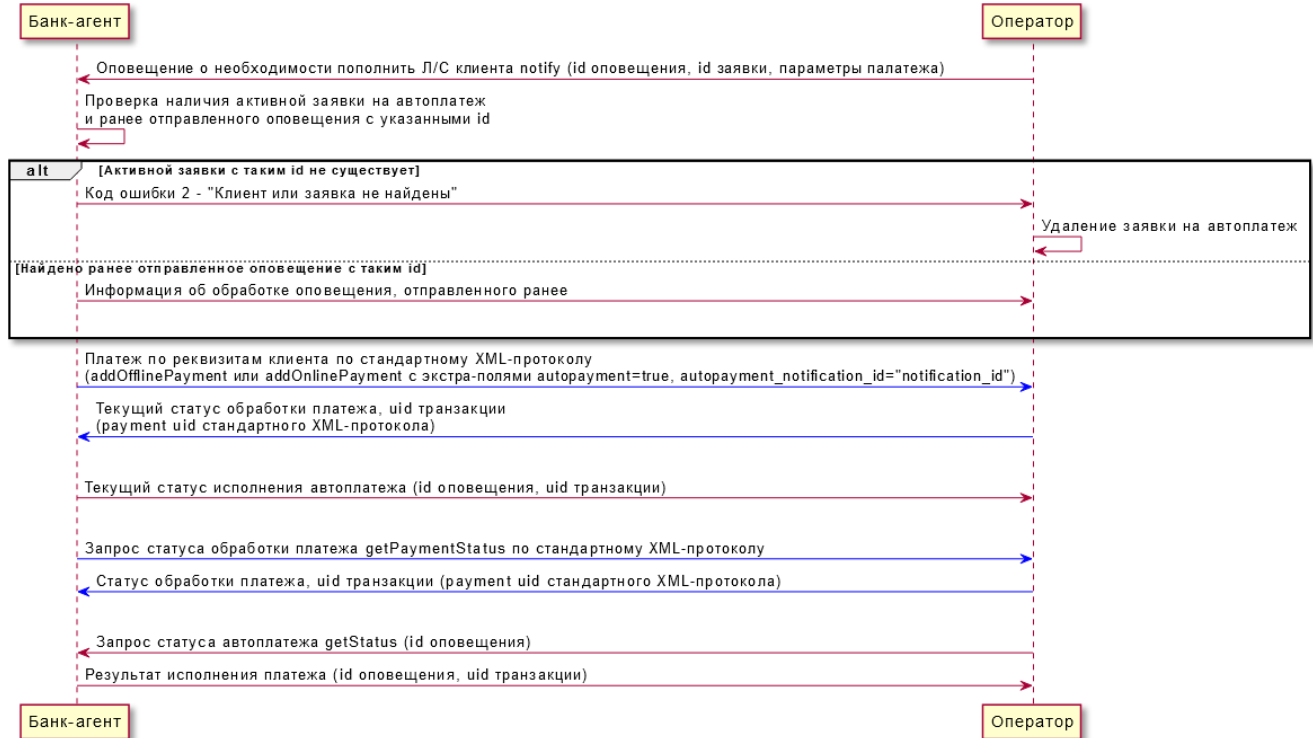 Банк-агент
Оператор
Оповещение о необходимости пополнить Л/С клиента notify (id оповещения, id заявки, параметры палатежа)
Проверка наличия активной заявки на автоплатеж
и ранее отправленного оповещения с указанными id
alt
[Активной заявки с таким id не существует]
Код ошибки 2 - "Клиент или заявка не найдены"
Удаление заявки на автоплатеж
[Найдено ранее отправленное оповещение с таким id]
Информация об обработке оповещения, отправленного ранее
Платеж по реквизитам клиента по стандартному XML-протоколу
(addOfflinePayment или addOnlinePayment с экстра-полями autopayment=true, autopayment_notification_id="notification_id")
Текущий статус обработки платежа, uid транзакции
(payment uid стандартного XML-протокола)
Текущий статус исполнения автоплатежа (id оповещения, uid транзакции)
Запрос статуса обработки платежа getPaymentStatus по стандартному XML-протоколу
Статус обработки платежа, uid транзакции (payment uid стандартного XML-протокола)
Запрос статуса автоплатежа getStatus (id оповещения)
Результат исполнения платежа (id оповещения, uid транзакции)
Банк-агент
Оператор